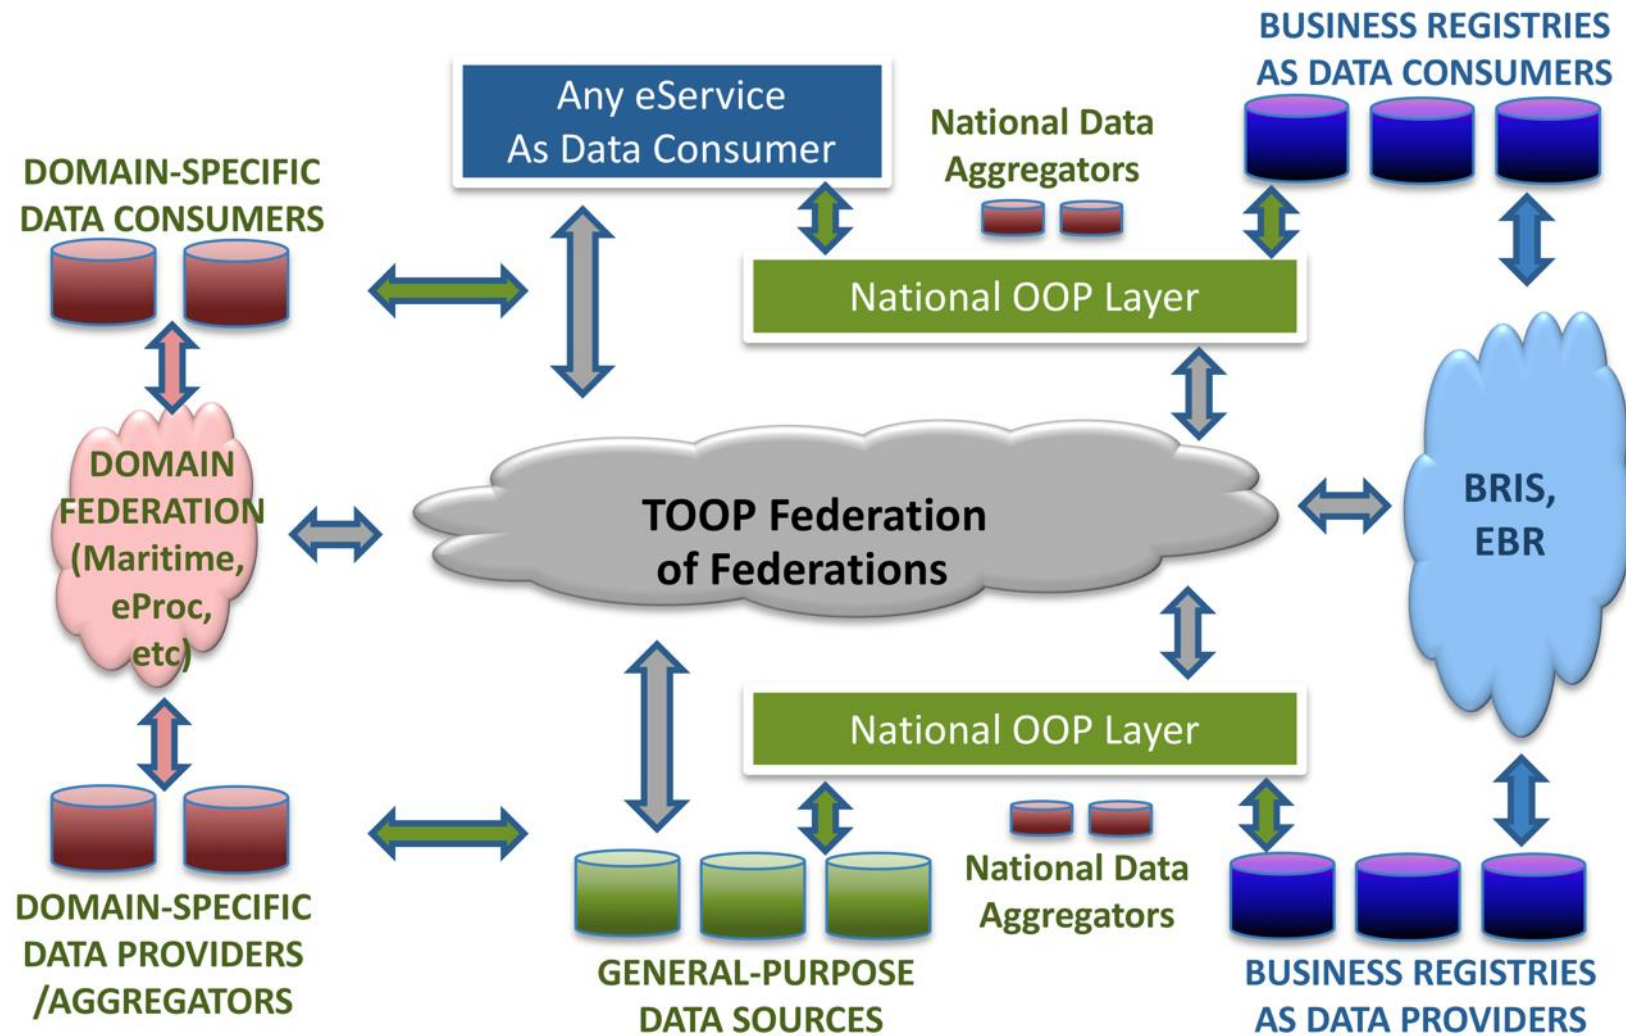 BUSINESS REGISTRIES
AS DATA CONSUMERS
Any eService
As Data Consumer
National Data
Aggregators
DOMAIN-SPECIFIC
DATA CONSUMERS
National OOP Layer
DOMAIN
FEDERATION
(Maritime,
eProc,
etc)
TOOP Federation
of Federations
BRIS,
EBR
National OOP Layer
National Data
Aggregators
DOMAIN-SPECIFIC
DATA PROVIDERS
/AGGREGATORS
GENERAL-PURPOSE
DATA SOURCES
BUSINESS REGISTRIES
AS DATA PROVIDERS